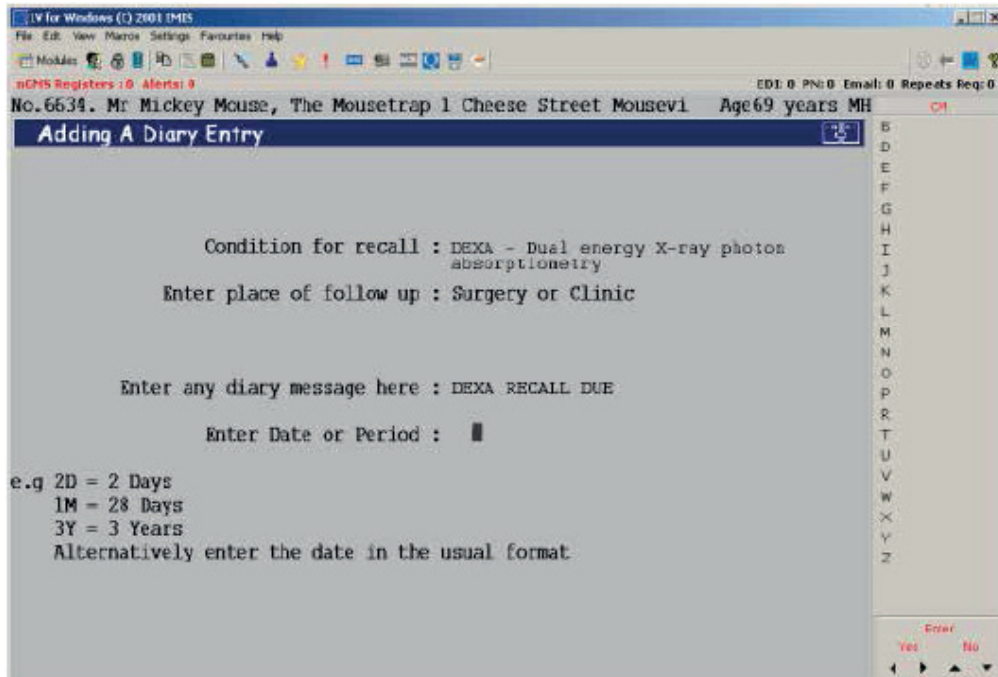 LV for Windows (C) 2001 EMIS
File Edit View Macros Settings Favourites Help
Modules
nGMS Registers : 0 Alerts: 0
EDI: 0 PNi: 0 Email: 0 Repeats Req: 0
No.6634. Mr Mickey Mouse, The Mousetrap 1 Cheese Street Mousevi Age69 years MH
Adding A Diary Entry
Condition for recall : DEXA - Dual energy X-ray photon
absorptiometry
Enter place of follow up : Surgery or Clinic
Enter any diary message here : DEXA RECALL DUE
Enter Date or Period :
e.g 2D = 2 Days
1M = 28 Days
3Y = 3 Years
Alternatively enter the date in the usual format
B
D
E
F
G
H
I
J
K
L
M
N
O
P
R
T
U
V
W
X
Y
Z
Enter
Yes No